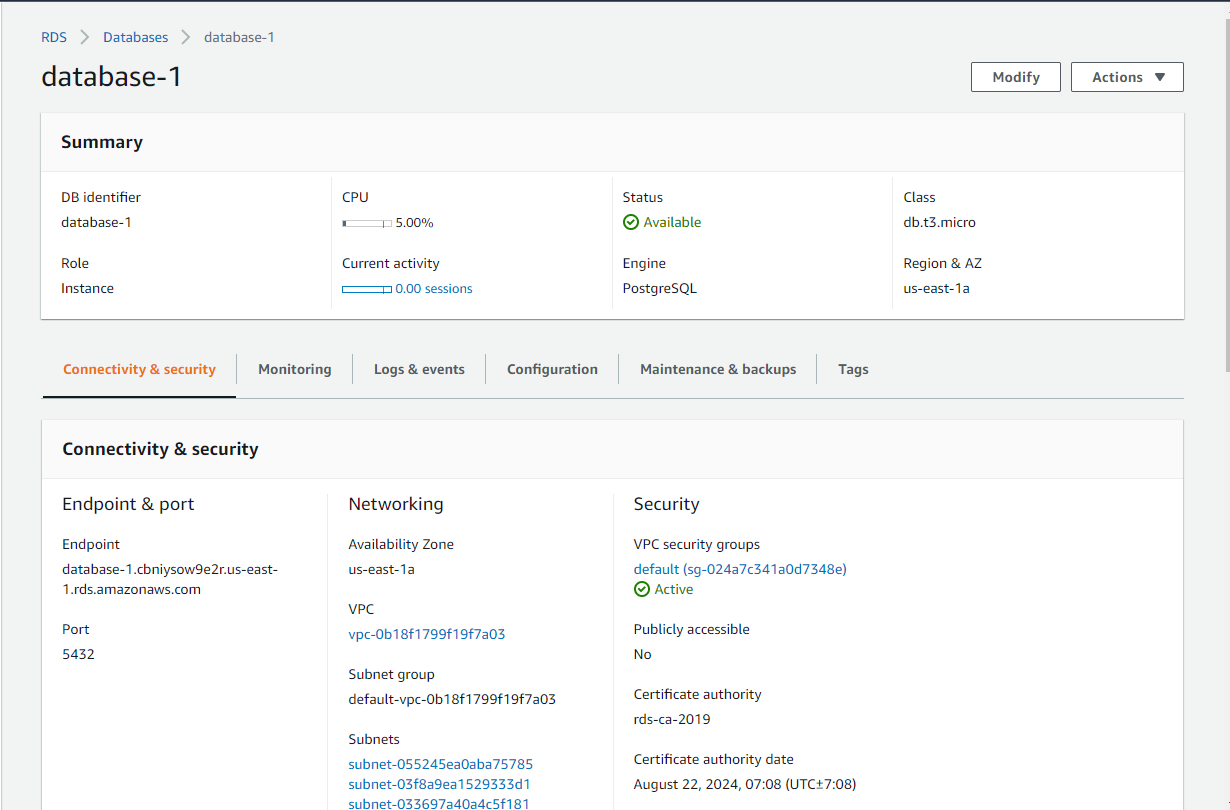 RDS > Databases > database-1
database-1
Modify
Actions ▼
Summary
DB identifier
database-1
CPU
5.00%
Status
Available
Class
db.t3.micro
Role
Instance
Current activity
0.00 sessions
Engine
PostgreSQL
Region & AZ
us-east-1a
Connectivity & security
Monitoring
Logs & events
Configuration
Maintenance & backups
Tags
Connectivity & security
Endpoint & port
Endpoint
database-1.cbniysow9e2r.us-east-
1.rds.amazonaws.com
Port
5432
Networking
Availability Zone
us-east-1a
VPC
vpc-0b18f1799f19f7a03
Subnet group
default-vpc-0b18f1799f19f7a03
Subnets
subnet-055245ea0aba75785
subnet-03f8a9ea1529333d1
subnet-033697a40a4c5f181
Security
VPC security groups
default (sg-024a7c341a0d7348e)
Active
Publicly accessible
No
Certificate authority
rds-ca-2019
Certificate authority date
August 22, 2024, 07:08 (UTC±7:08)